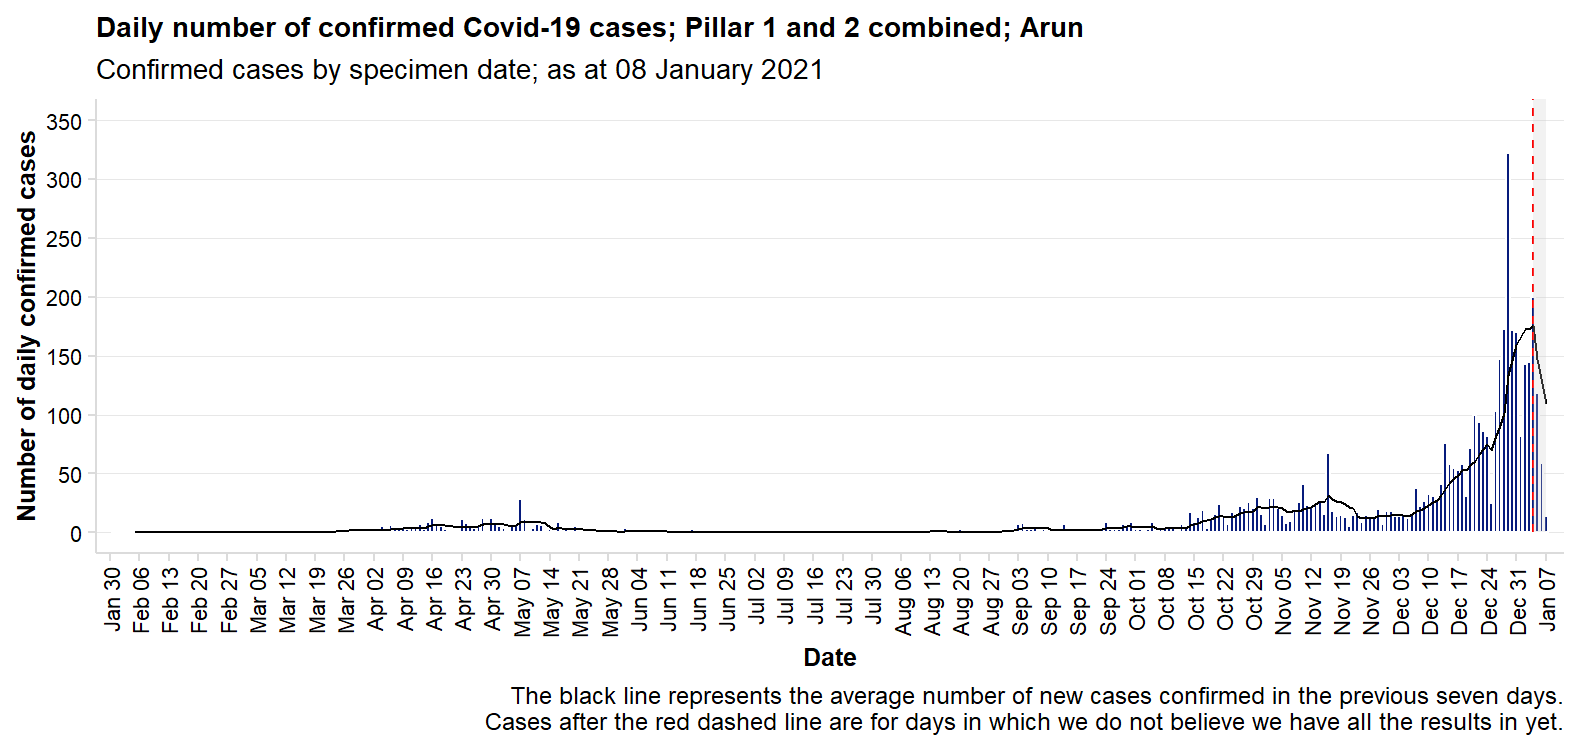 Daily number of confirmed Covid-19 cases; Pillar 1 and 2 combined; Arun
Confirmed cases by specimen date; as at 08 January 2021
Number of daily confirmed cases
350
300
250
200
150
100
50
0
Jan 30
Feb 06
Feb 13
Feb 20
Feb 27
Mar 05
Mar 12
Mar 19
Mar 26
Apr 02
Apr 09
Apr 16
Apr 23
Apr 30
May 07
May 14
May 21
May 28
Jun 04
Jun 11
Jun 18
Jun 25
Jul 02
Jul 09
Jul 16
Jul 23
Jul 30
Aug 06
Aug 13
Aug 20
Aug 27
Sep 03
Sep 10
Sep 17
Sep 24
Oct 01
Oct 08
Oct 15
Oct 22
Oct 29
Nov 05
Nov 12
Nov 19
Nov 26
Dec 03
Dec 10
Dec 17
Dec 24
Dec 31
Jan 07
Date
The black line represents the average number of new cases confirmed in the previous seven days.
Cases after the red dashed line are for days in which we do not believe we have all the results in yet.